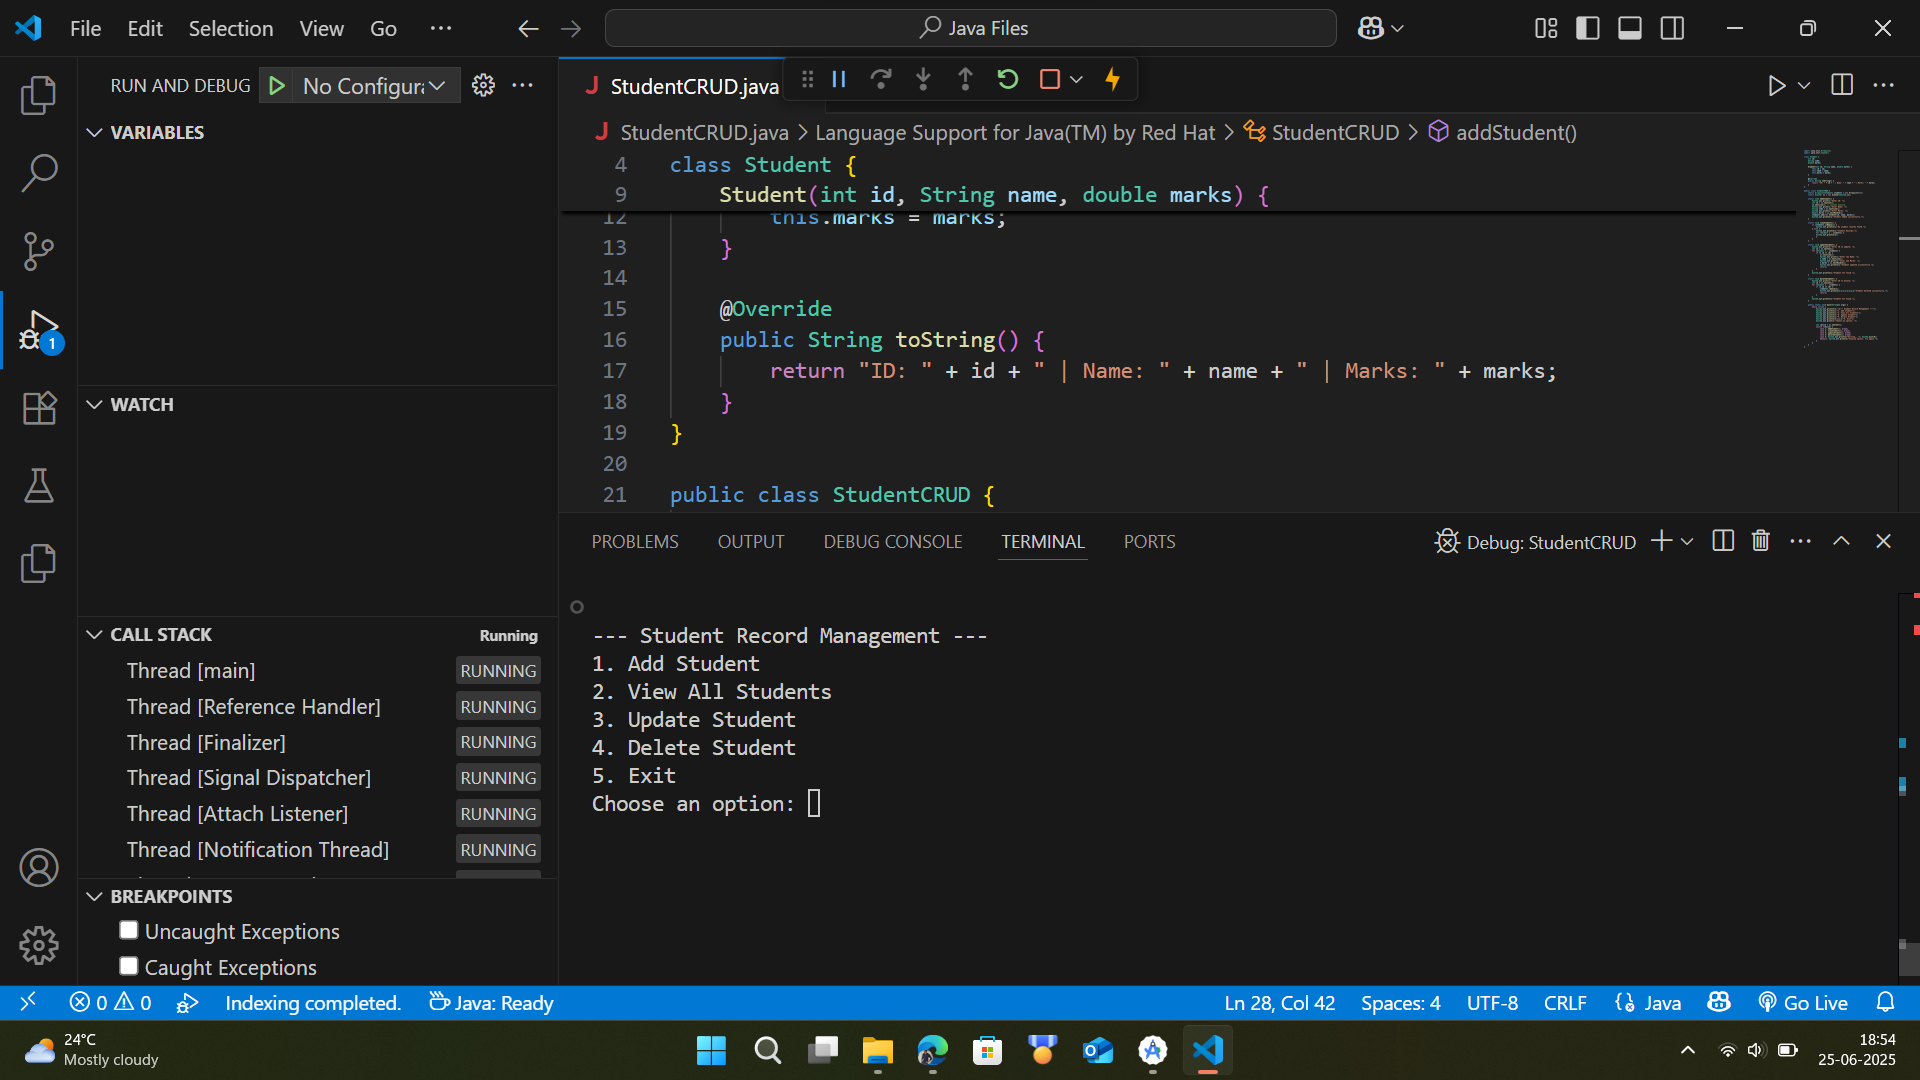 File Edit Selection View Go ··· Java Files
RUN AND DEBUG No Configura
StudentCRUD.java
VARIABLES
StudentCRUD.java > Language Support for Java(TM) by Red Hat > StudentCRUD > addStudent()
4 class Student {
9 Student(int id, String name, double marks) {
12 this.marks = marks;
13 }
14
15 @Override
16 public String toString() {
17 return "ID: " + id + " | Name: " + name + " | Marks: " + marks;
18 }
19 }
20
21 public class StudentCRUD {
1
WATCH
PROBLEMS OUTPUT DEBUG CONSOLE TERMINAL PORTS Debug: StudentCRUD
--- Student Record Management ---
1. Add Student
2. View All Students
3. Update Student
4. Delete Student
5. Exit
Choose an option:
CALL STACK Running
Thread [main] RUNNING
Thread [Reference Handler] RUNNING
Thread [Finalizer] RUNNING
Thread [Signal Dispatcher] RUNNING
Thread [Attach Listener] RUNNING
Thread [Notification Thread] RUNNING
BREAKPOINTS
Uncaught Exceptions
Caught Exceptions
0 0 Indexing completed. Java: Ready Ln 28, Col 42 Spaces: 4 UTF-8 CRLF Java Go Live
24°C
Mostly cloudy
18:54
25-06-2025